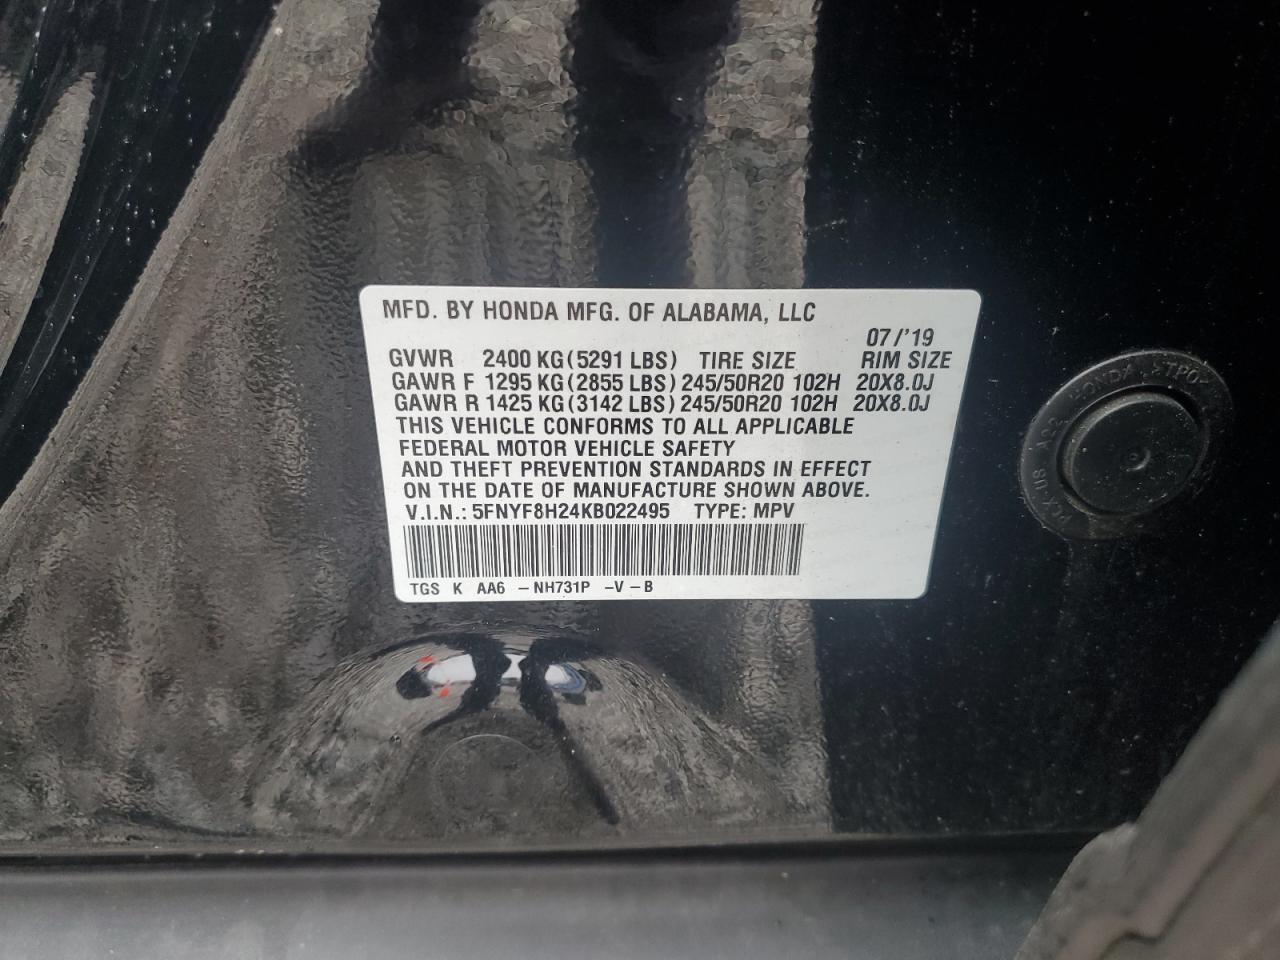 MFD. BY HONDA MFG. OF ALABAMA, LLC
07/'19
GVWR 2400 KG(5291 LBS) TIRE SIZE RIM SIZE
GAWR F 1295 KG(2855 LBS) 245/50R20 102H 20X8.0J
GAWR R 1425 KG(3142 LBS) 245/50R20 102H 20X8.0J
THIS VEHICLE CONFORMS TO ALL APPLICABLE
FEDERAL MOTOR VEHICLE SAFETY
AND THEFT PREVENTION STANDARDS IN EFFECT
ON THE DATE OF MANUFACTURE SHOWN ABOVE.
V.I.N.: 5FNYF8H24KB022495 TYPE: MPV
TGS K AA6 -NH731P -V -B
HONDA